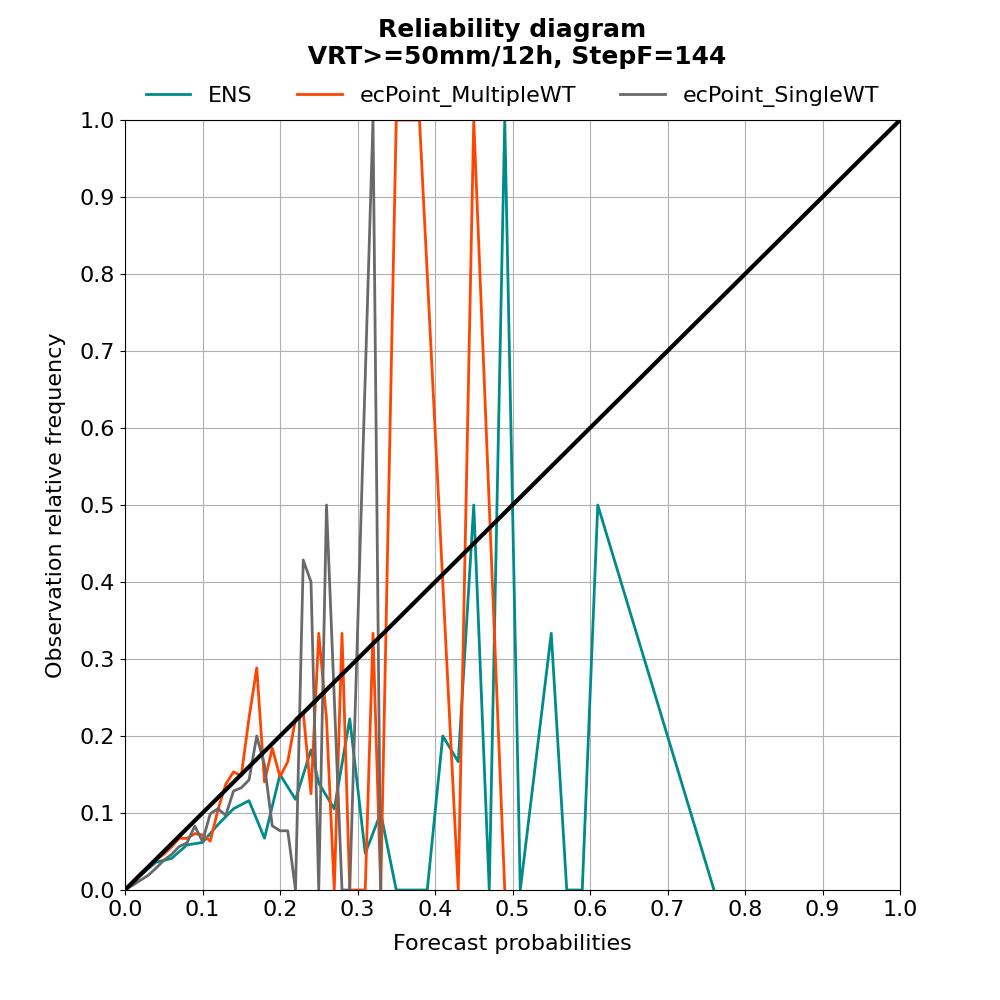 Reliability diagram
VRT>=50mm/12h, StepF=144
ENS ecPoint_MultipleWT ecPoint_SingleWT
1.0
0.9
0.8
0.7
0.6
0.5
0.4
0.3
0.2
0.1
0.0
Observation relative frequency
0.0 0.1 0.2 0.3 0.4 0.5 0.6 0.7 0.8 0.9 1.0
Forecast probabilities